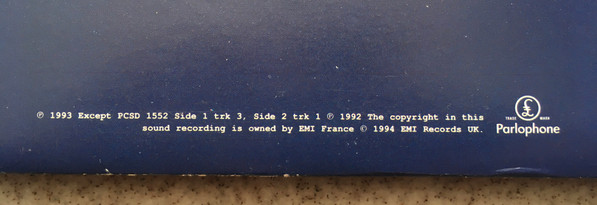 ℗ 1993 Except PCSD 1552 Side 1 trk 3, Side 2 trk 1 ℗ 1992 The copyright in this
sound recording is owned by EMI France © 1994 EMI Records UK.
£
TRADE MARK
Parlophone